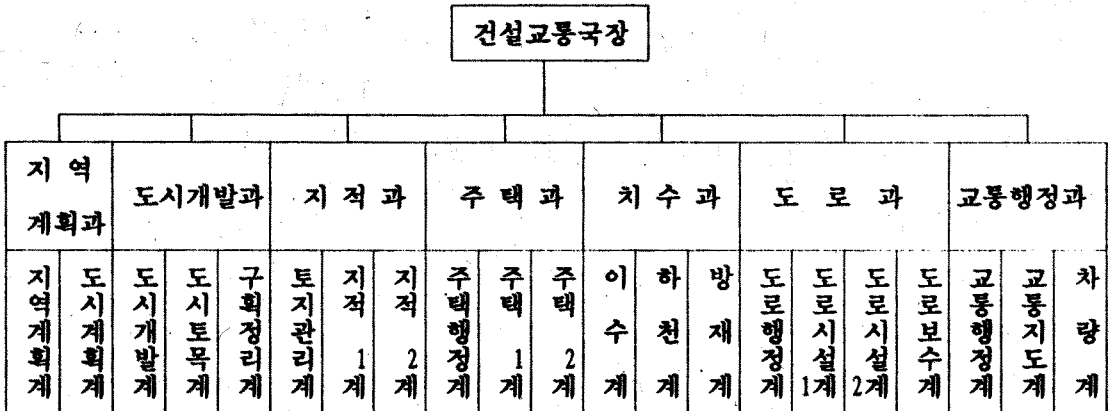 건설교통국장
지역
계획과
도시개발과
지적과
주택과
치수과
도로과
교통행정과
지역계획계
도시계획계
도시개발계
도시토목계
구획정리계
토지관리계
지적1계
지적2계
주택행정계
주택1계
주택2계
이수계
하천계
방재계
도로행정계
도로시설1계
도로시설2계
도로보수계
교통행정계
교통지도계
차량계